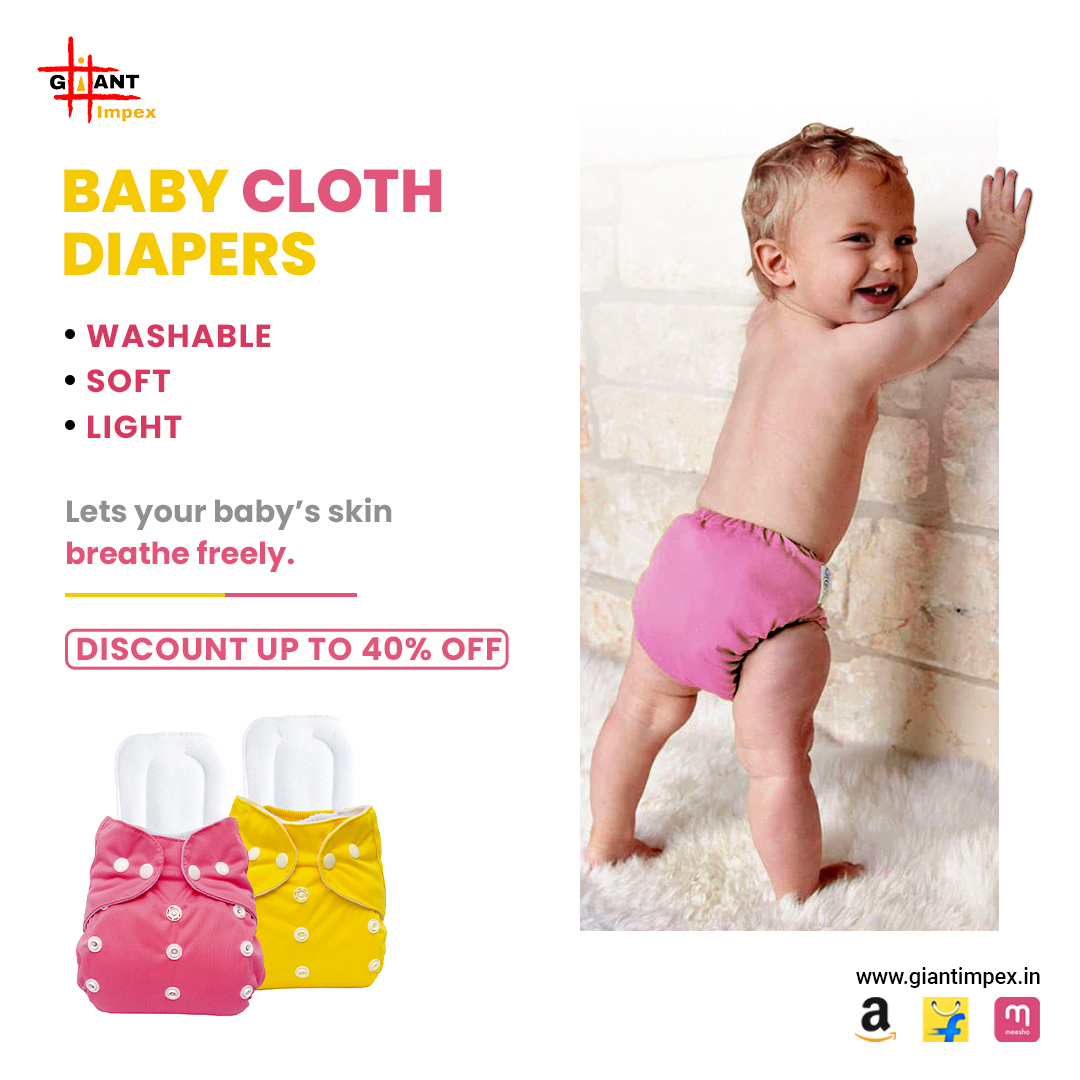 GIANT
Impex
BABY CLOTH
DIAPERS
• WASHABLE
• SOFT
• LIGHT
Lets your baby’s skin
breathe freely.
DISCOUNT UP TO 40% OFF
www.giantimpex.in
a
f
m
meesho